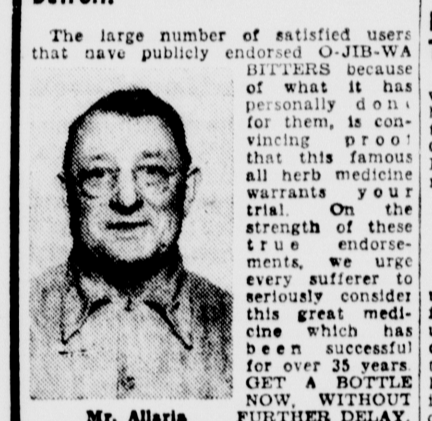 The large number of satisfied users
that have publicly endorsed O-JIB-WA
BITTERS because
of what it has
personally done
for them, is con-
vincing proof
that this famous
all herb medicine
warrants your
trial. On the
strength of these
true endorse-
ments, we urge
every sufferer to
seriously consider
this great medi-
cine which has
been successful
for over 35 years.
GET A BOTTLE
NOW, WITHOUT
Mr. Allaria FURTHER DELAY.